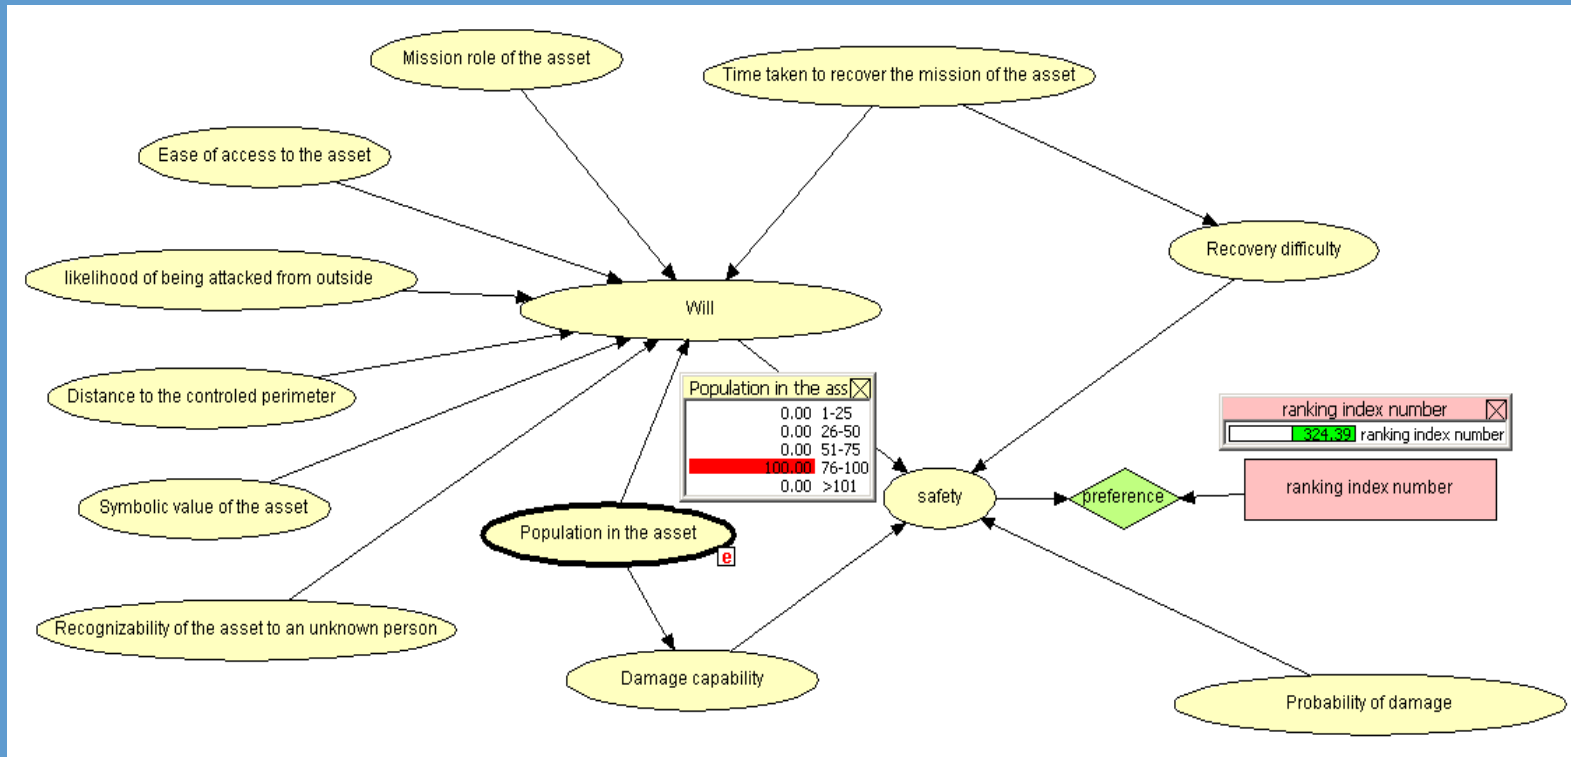 Mission role of the asset
Time taken to recover the mission of the asset
Ease of access to the asset
Recovery difficulty
likelihood of being attacked from outside
Will
Distance to the controled perimeter
Population in the ass
0.00 1-25
0.00 26-50
0.00 51-75
100.00 76-100
0.00 >101
ranking index number
324.39 ranking index number
Symbolic value of the asset
safety
preference
ranking index number
Population in the asset
e
Recognizability of the asset to an unknown person
Damage capability
Probability of damage